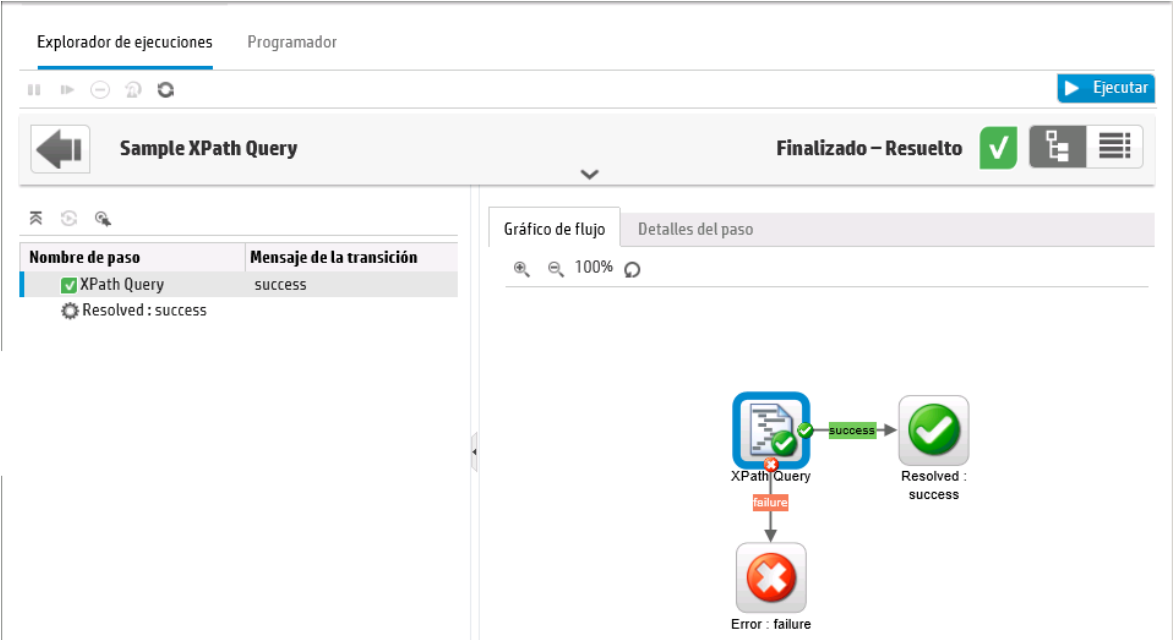 Explorador de ejecuciones Programador
Ejecutar
Sample XPath Query Finalizado – Resuelto
Gráfico de flujo Detalles del paso
Nombre de paso Mensaje de la transición
100%
XPath Query success
Resolved : success
success
XPath Query Resolved :
success
failure
Error : failure